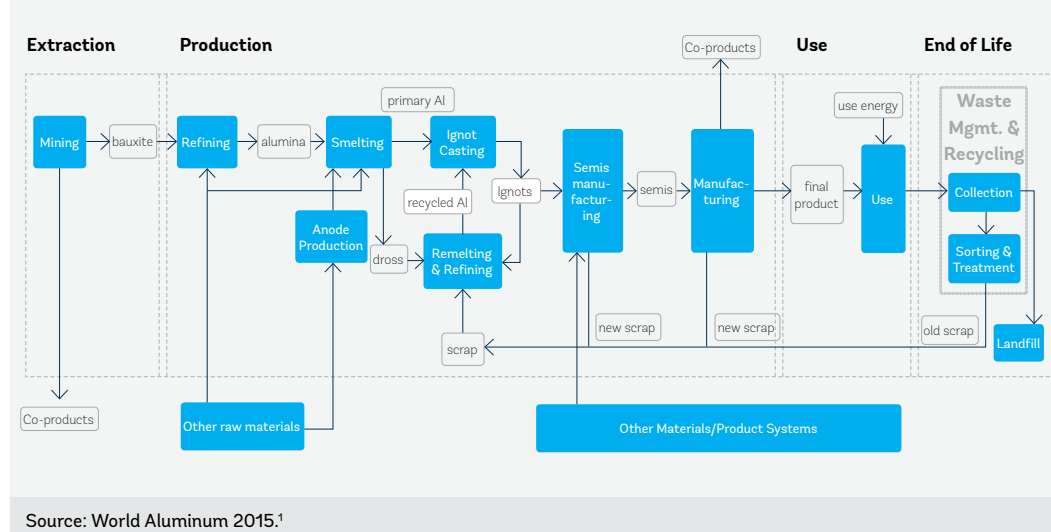 Extraction
Production
Use
End of Life
Co-products
primary Al
use energy
Waste
Mgmt. &
Recycling
Mining
bauxite
Refining
alumina
Smelting
Ignot
Casting
Semis
manu-
factur-
ing
semis
Manufac-
turing
final
product
Use
Collection
Ignots
recycled Al
Anode
Production
dross
Remelting
& Refining
Sorting &
Treatment
new scrap
new scrap
old scrap
scrap
Landfill
Co-products
Other raw materials
Other Materials/Product Systems
Source: World Aluminum 2015.¹